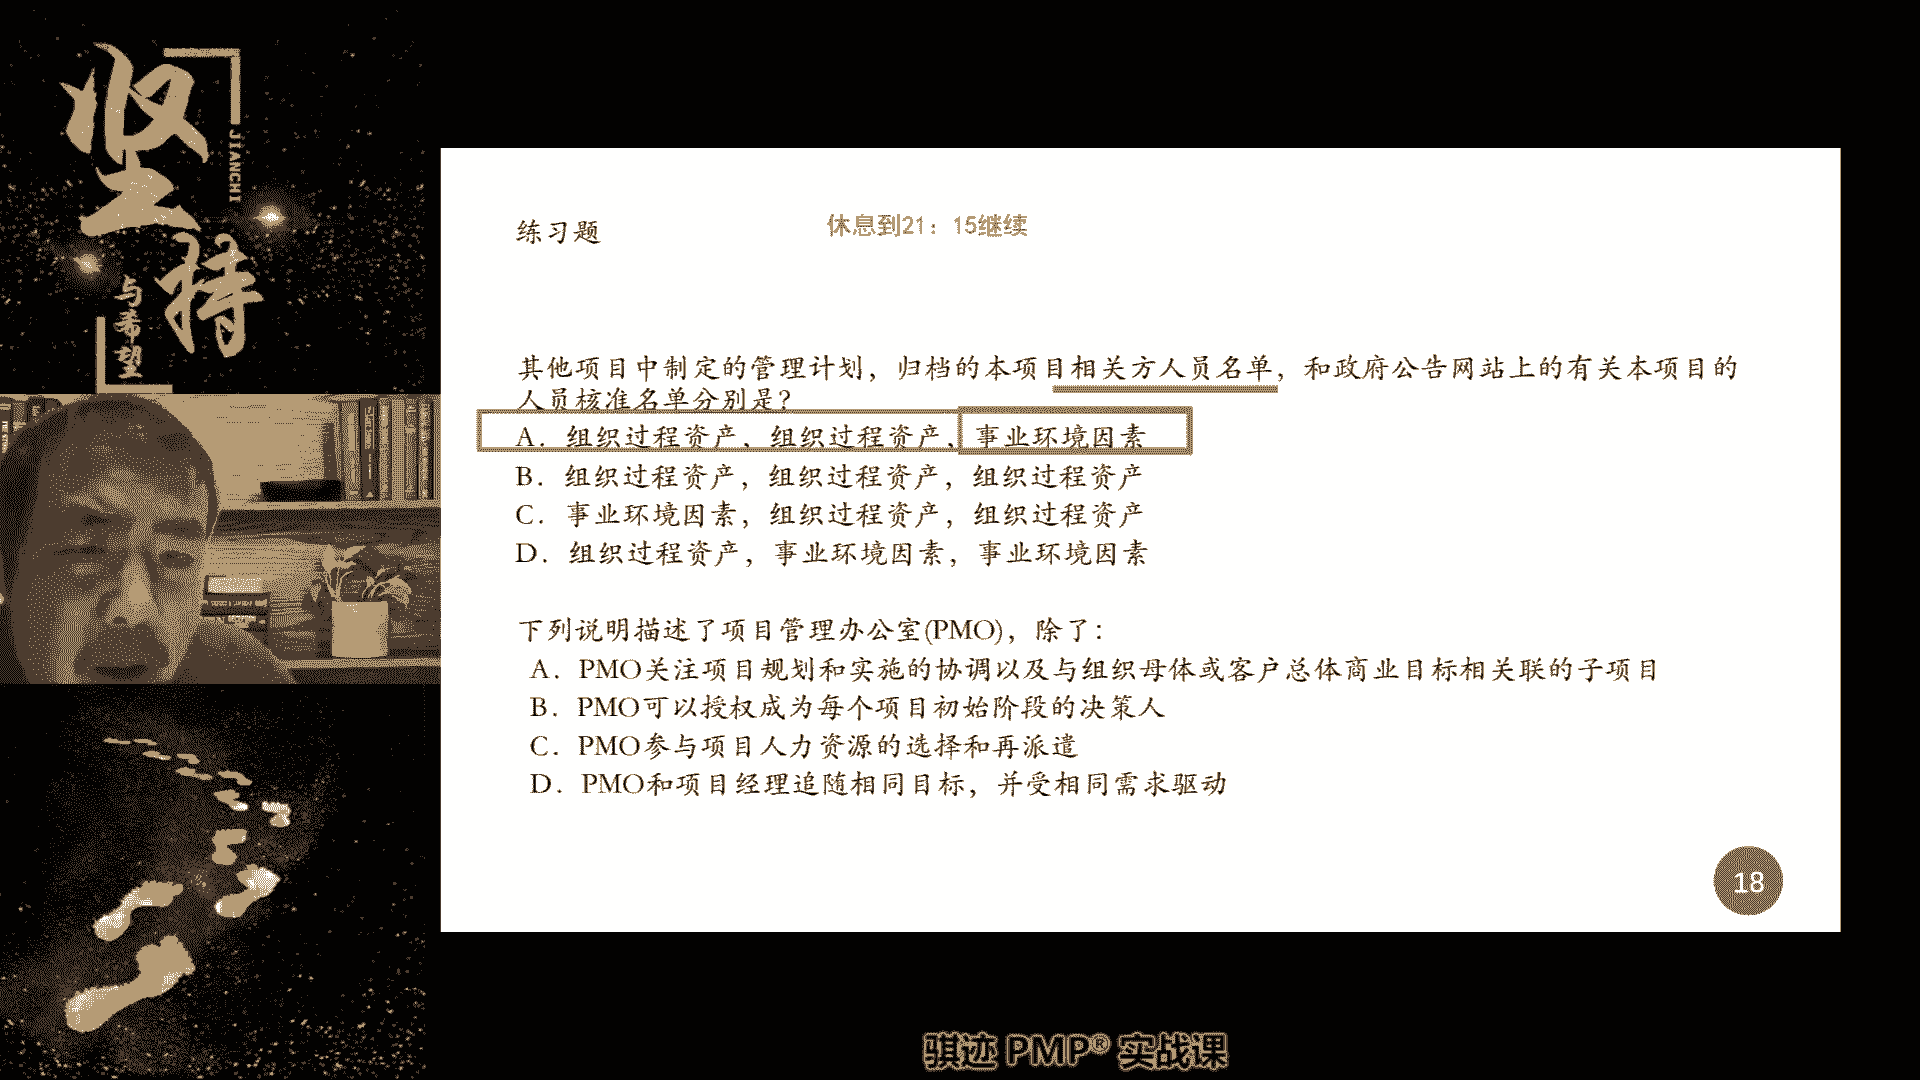 坚持
JIANCHI
与希望
练习题
休息到21：15继续
其他项目中制定的管理计划，归档的本项目相关方人员名单，和政府公告网站上的有关本项目的
人员核准名单分别是？
A．组织过程资产，组织过程资产，事业环境因素
B．组织过程资产，组织过程资产，组织过程资产
C．事业环境因素，组织过程资产，组织过程资产
D．组织过程资产，事业环境因素，事业环境因素
下列说明描述了项目管理办公室(PMO)，除了：
A．PMO关注项目规划和实施的协调以及与组织母体或客户总体商业目标相关联的子项目
B．PMO可以授权成为每个项目初始阶段的决策人
C．PMO参与项目人力资源的选择和再派遣
D．PMO和项目经理追随相同目标，并受相同需求驱动
18
骐迹 PMP® 实战课